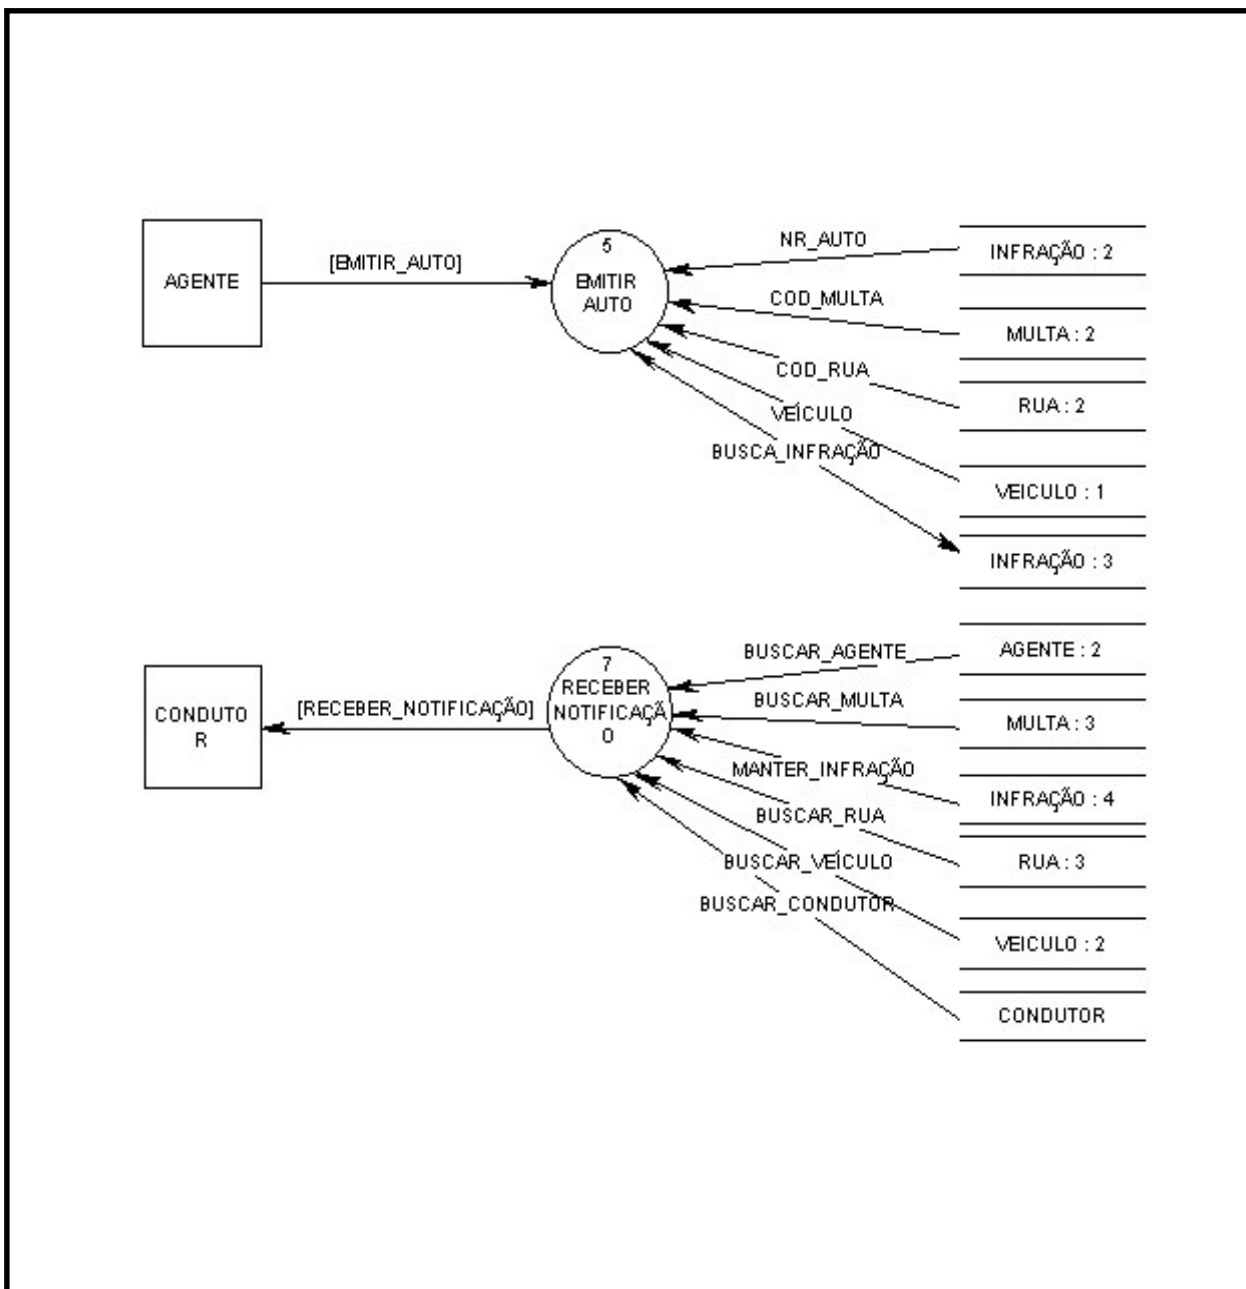 AGENTE
[EMITIR_AUTO]
5
EMITIR
AUTO
NR_AUTO
COD_MULTA
COD_RUA
VEÍCULO
BUSCA_INFRAÇÃO
INFRAÇÃO : 2
MULTA : 2
RUA : 2
VEICULO : 1
INFRAÇÃO : 3
CONDUTO
R
[RECEBER_NOTIFICAÇÃO]
7
RECEBER
NOTIFICAÇÃ
O
BUSCAR_AGENTE
BUSCAR_MULTA
MANTER_INFRAÇÃO
BUSCAR_RUA
BUSCAR_VEÍCULO
BUSCAR_CONDUTOR
AGENTE : 2
MULTA : 3
INFRAÇÃO : 4
RUA : 3
VEICULO : 2
CONDUTOR